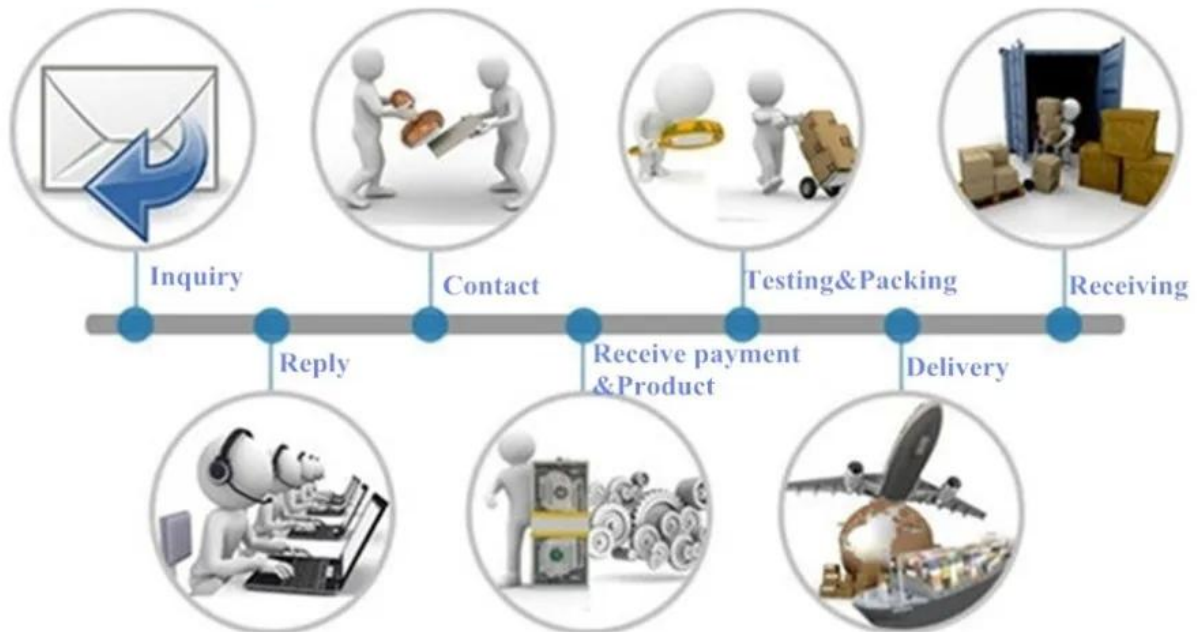 Inquiry
Reply
Contact
Receive payment
&Product
Testing&Packing
Delivery
Receiving